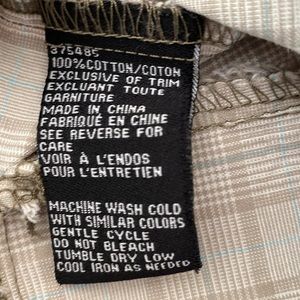 375485
100%COTTON/COTON
EXCLUSIVE OF TRIM
EXCLUANT TOUTE
GARNITURE
MADE IN CHINA
FABRIQUÉ EN CHINE
SEE REVERSE FOR
CARE
VOIR À L'ENDOS
POUR L'ENTRETIEN
MACHINE WASH COLD
WITH SIMILAR COLORS
GENTLE CYCLE
DO NOT BLEACH
TUMBLE DRY LOW
COOL IRON AS NEEDED